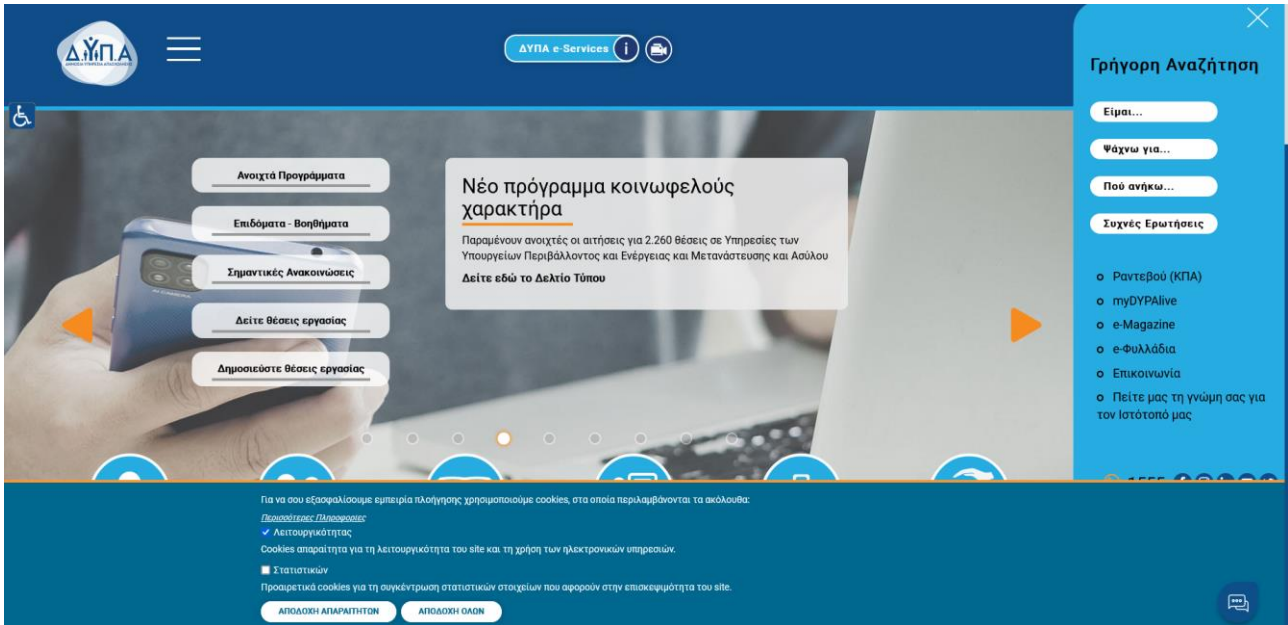 Δ.ΥΠ.Α
ΔΗΜΟΣΙΑ ΥΠΗΡΕΣΙΑ ΑΠΑΣΧΟΛΗΣΗΣ
ΔΥΠΑ e-Services
Ανοιχτά Προγράμματα
Επιδόματα - Βοηθήματα
Σημαντικές Ανακοινώσεις
Δείτε θέσεις εργασίας
Δημοσιεύστε θέσεις εργασίας
Νέο πρόγραμμα κοινωφελούς
χαρακτήρα
Παραμένουν ανοιχτές οι αιτήσεις για 2.260 θέσεις σε Υπηρεσίες των
Υπουργείων Περιβάλλοντος και Ενέργειας και Μετανάστευσης και Ασύλου
Δείτε εδώ το Δελτίο Τύπου
Γρήγορη Αναζήτηση
Είμαι...
Ψάχνω για...
Πού ανήκω...
Συχνές Ερωτήσεις
Ραντεβού (ΚΠΑ)
myDYPAlive
e-Magazine
e-Φυλλάδια
Επικοινωνία
Πείτε μας τη γνώμη σας για
τον Ιστότοπό μας
Για να σου εξασφαλίσουμε εμπειρία πλοήγησης χρησιμοποιούμε cookies, στα οποία περιλαμβάνονται τα ακόλουθα:
Περισσότερες Πληροφορίες
Λειτουργικότητας
Cookies απαραίτητα για τη λειτουργικότητα του site και τη χρήση των ηλεκτρονικών υπηρεσιών.
Στατιστικών
Προαιρετικά cookies για τη συγκέντρωση στατιστικών στοιχείων που αφορούν στην επισκεψιμότητα του site.
ΑΠΟΔΟΧΗ ΑΠΑΡΑΙΤΗΤΩΝ
ΑΠΟΔΟΧΗ ΟΛΩΝ